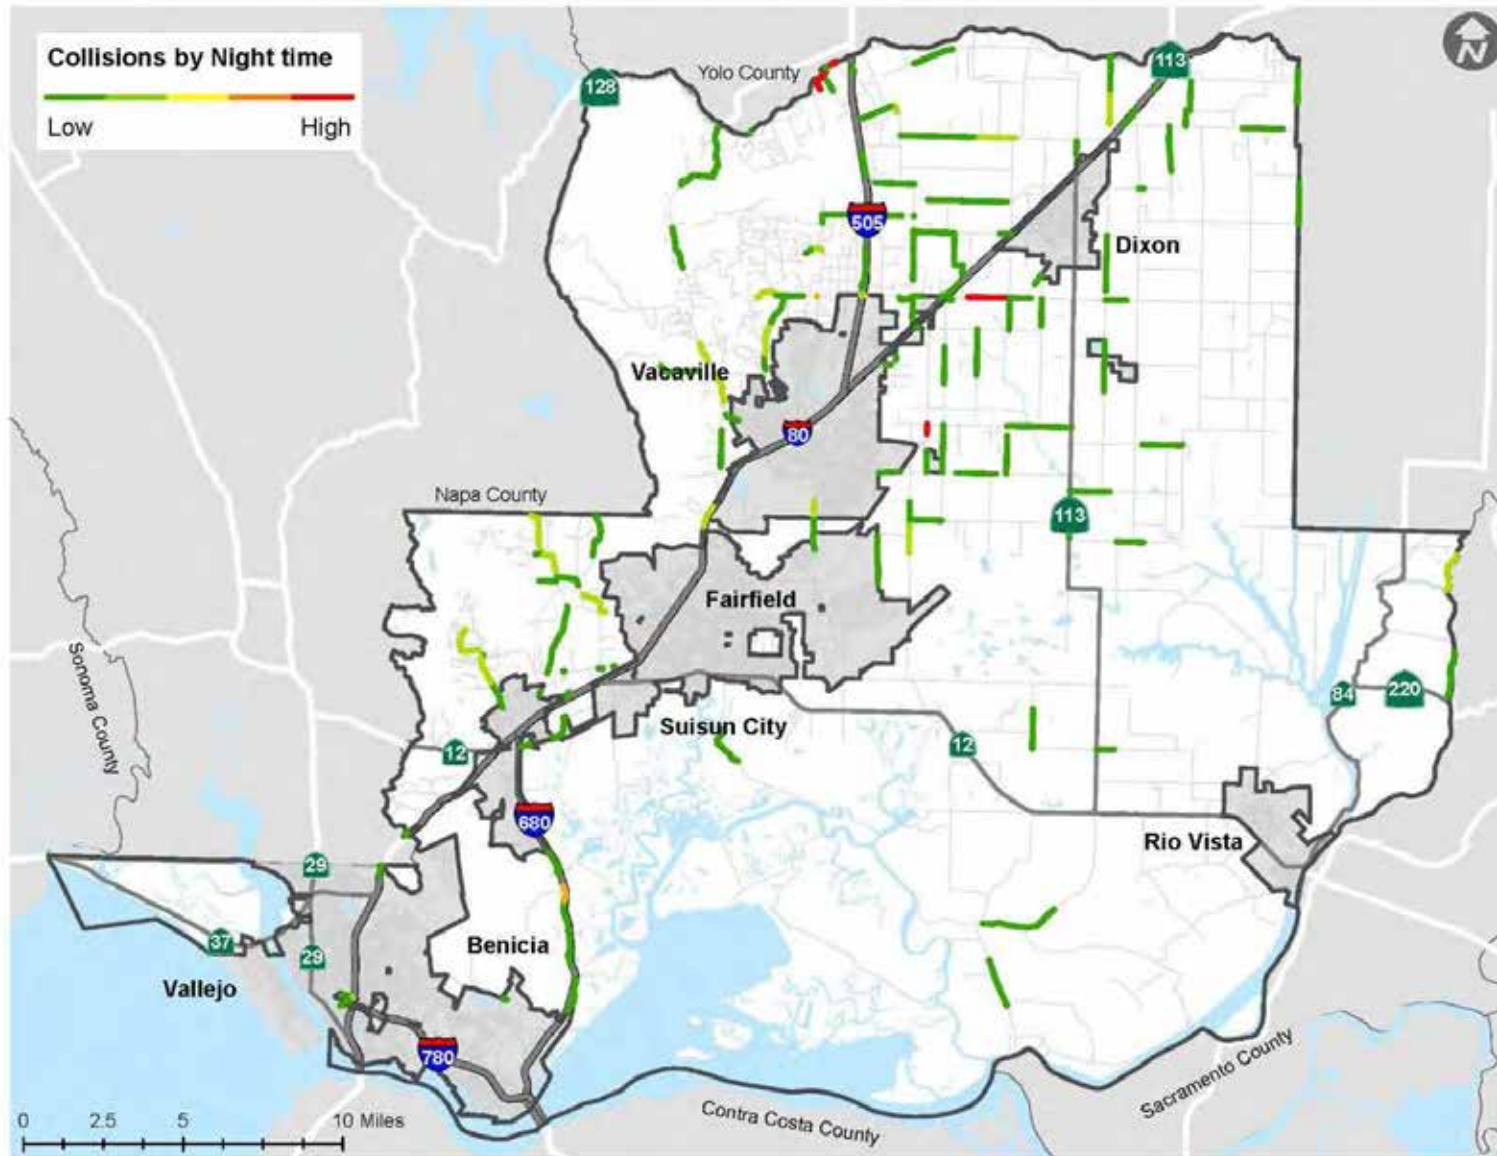 Collisions by Night time
Low High
Yolo County
128
113
505
Dixon
Vacaville
80
Napa County
113
Fairfield
Sonoma County
84
220
Suisun City
12
12
680
Rio Vista
29
Benicia
37
29
Vallejo
780
Sacramento County
Contra Costa County
0 2.5 5 10 Miles
N